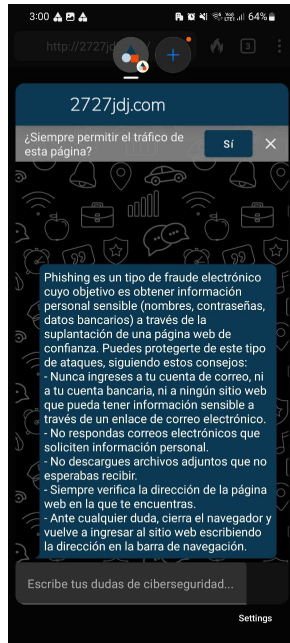 3:00
64%
http://2727jd
3
2727jdj.com
¿Siempre permitir el tráfico de
esta página?
Sí
Phishing es un tipo de fraude electrónico
cuyo objetivo es obtener información
personal sensible (nombres, contraseñas,
datos bancarios) a través de la
suplantación de una página web de
confianza. Puedes protegerte de este tipo
de ataques, siguiendo estos consejos:
- Nunca ingreses a tu cuenta de correo, ni
a tu cuenta bancaria, ni a ningún sitio web
que pueda tener información sensible a
través de un enlace de correo electrónico.
- No respondas correos electrónicos que
soliciten información personal.
- No descargues archivos adjuntos que no
esperabas recibir.
- Siempre verifica la dirección de la página
web en la que te encuentras.
- Ante cualquier duda, cierra el navegador y
vuelve a ingresar al sitio web escribiendo
la dirección en la barra de navegación.
Escribe tus dudas de ciberseguridad...
Settings